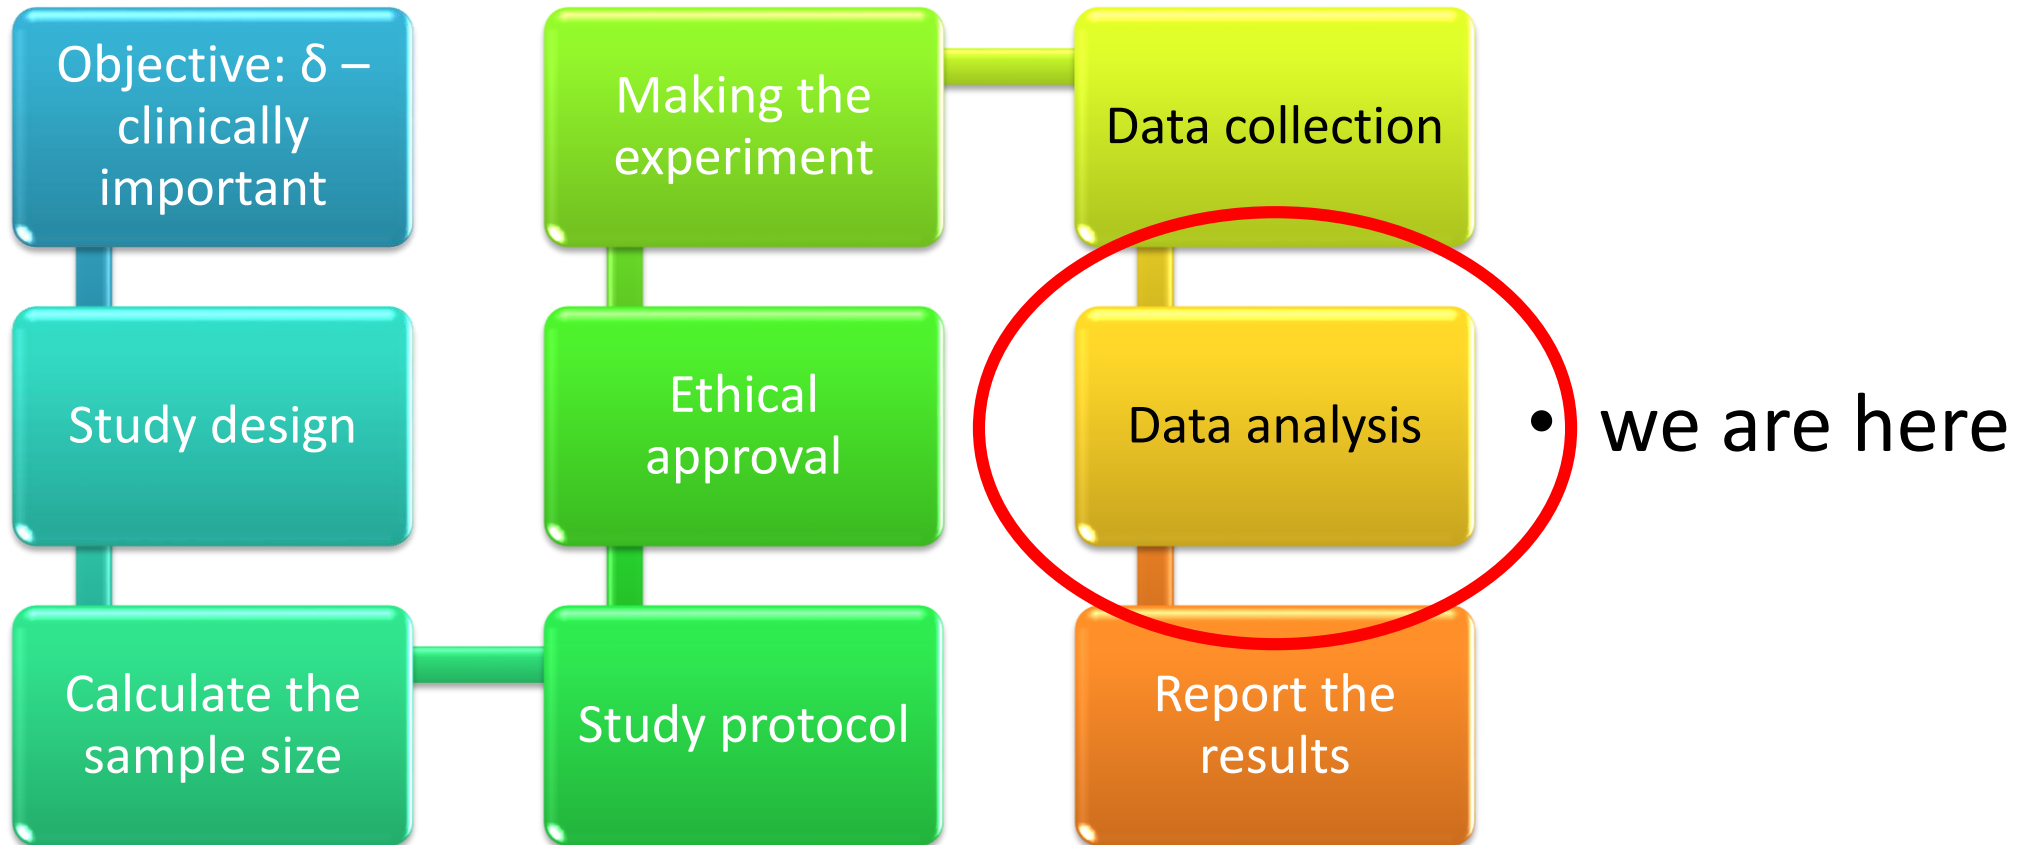 Objective: δ –
clinically
important
Study design
Calculate the
sample size
Study protocol
Ethical
approval
Making the
experiment
Data collection
Data analysis
• we are here
Report the
results